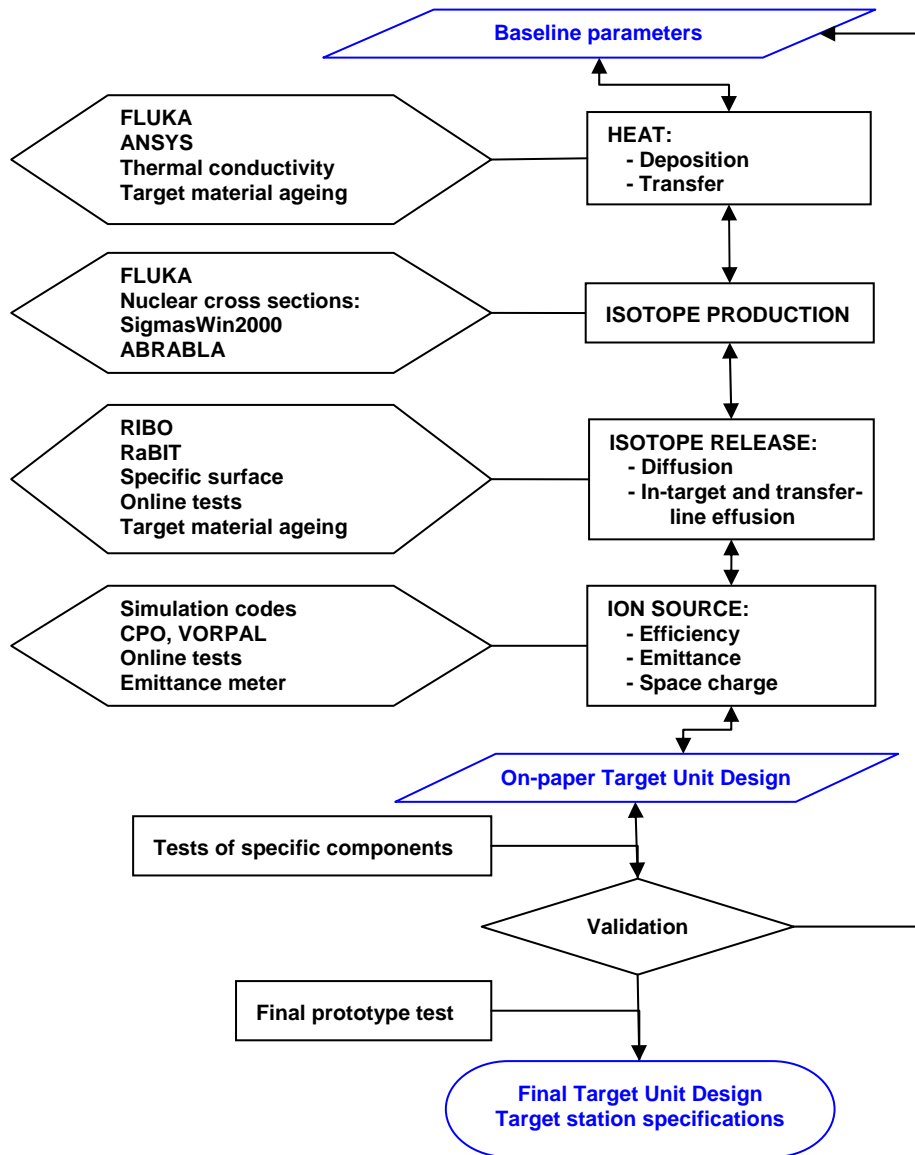 Baseline parameters
FLUKA
ANSYS
Thermal conductivity
Target material ageing
HEAT:
- Deposition
- Transfer
FLUKA
Nuclear cross sections:
SigmasWin2000
ABRABLA
ISOTOPE PRODUCTION
RIBO
RaBIT
Specific surface
Online tests
Target material ageing
ISOTOPE RELEASE:
- Diffusion
- In-target and transfer-
line effusion
Simulation codes
CPO, VORPAL
Online tests
Emittance meter
ION SOURCE:
- Efficiency
- Emittance
- Space charge
On-paper Target Unit Design
Tests of specific components
Validation
Final prototype test
Final Target Unit Design
Target station specifications